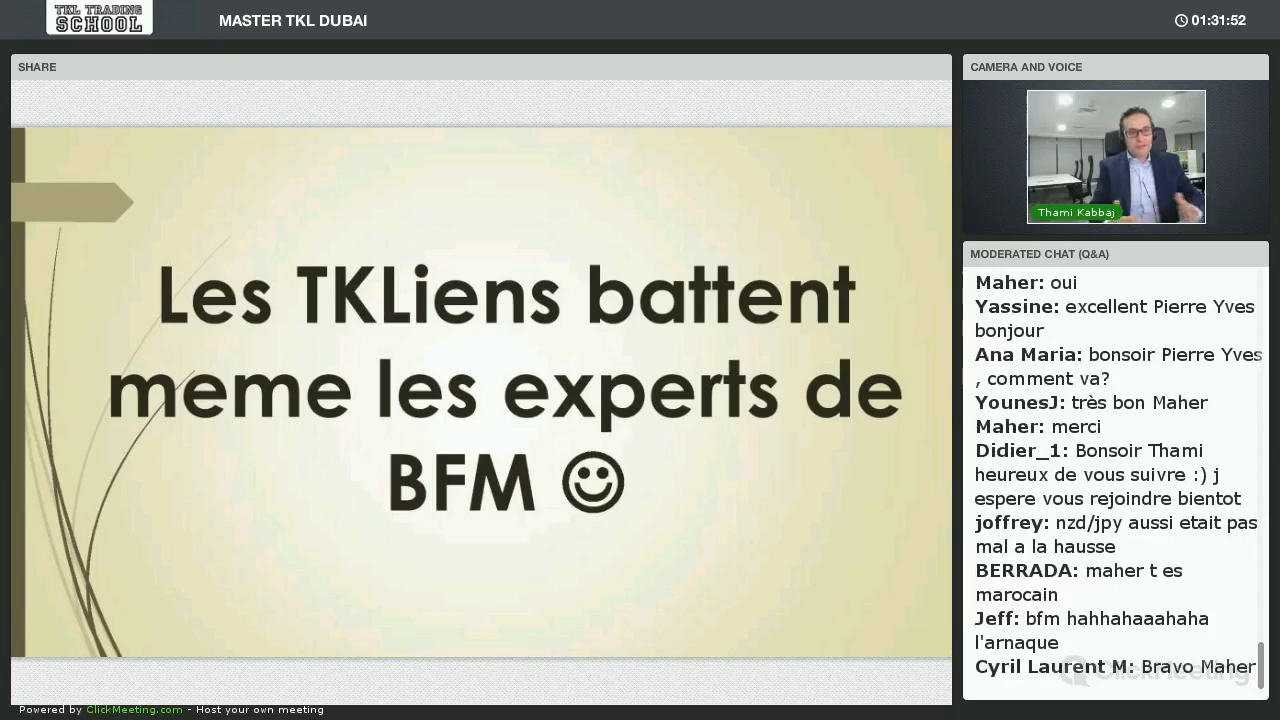 TKL TRADING
SCHOOL
MASTER TKL DUBAI
01:31:52
SHARE
Les TKLiens battent
meme les experts de
BFM ☺
CAMERA AND VOICE
Thami Kabbaj
MODERATED CHAT (Q&A)
Maher: oui
Yassine: excellent Pierre Yves
bonjour
Ana Maria: bonsoir Pierre Yves
, comment va?
YounesJ: très bon Maher
Maher: merci
Didier_1: Bonsoir Thami
heureux de vous suivre :) j
espere vous rejoindre bientot
joffrey: nzd/jpy aussi etait pas
mal a la hausse
BERRADA: maher t es
marocain
Jeff: bfm hahhahaaahaha
l'arnaque
Cyril Laurent M: Bravo Maher
ClickMeeting
Powered by ClickMeeting.com - Host your own meeting